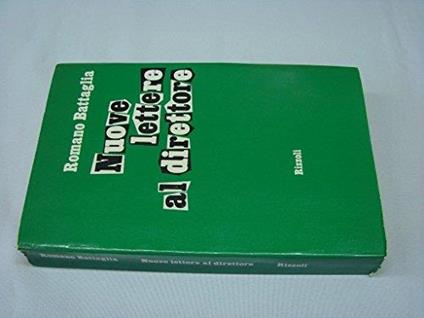 Romano Battaglia
Nuove
lettere
al direttore
Rizzoli
Romano Battaglia Nuove lettere al direttore Rizzoli